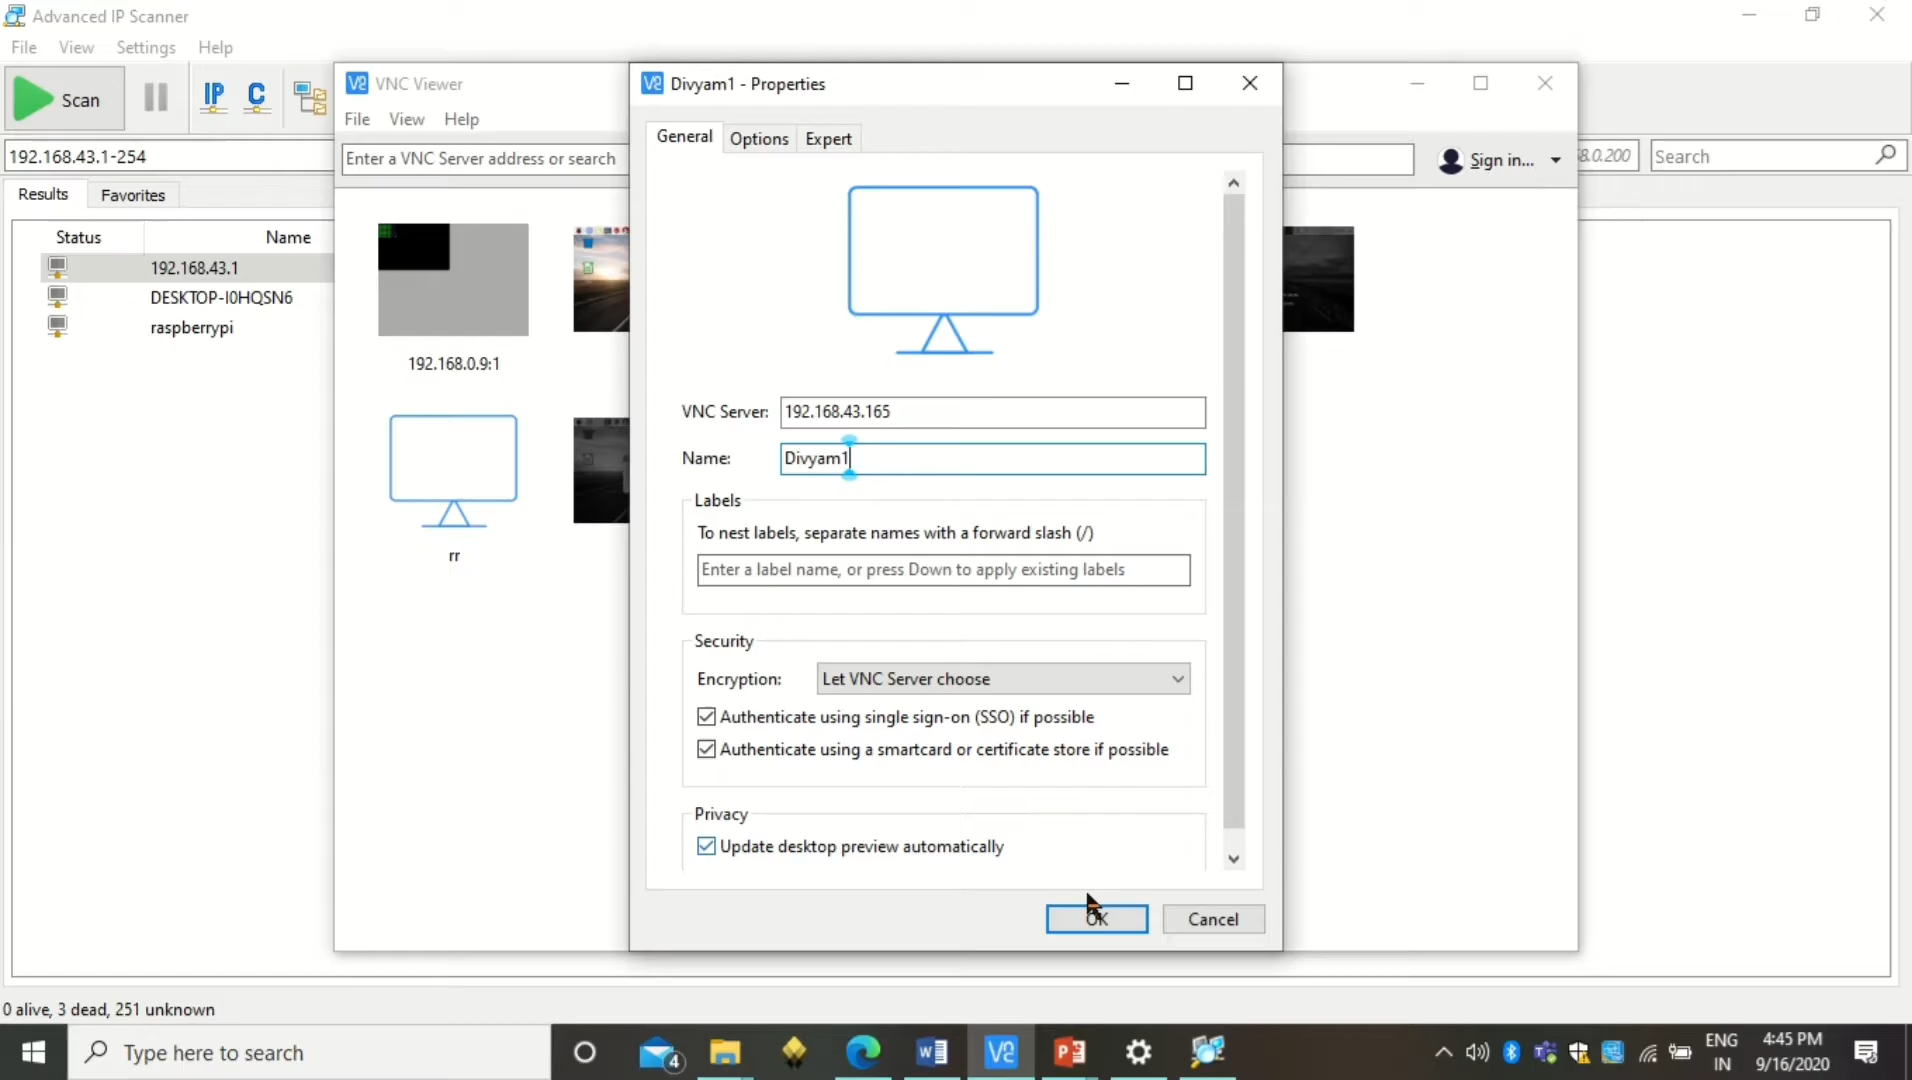 Advanced IP Scanner
File View Settings Help
Scan
IP C
192.168.43.1-254
Results Favorites
Status Name
192.168.43.1
DESKTOP-I0HQSN6
raspberrypi
VNC Viewer
File View Help
Enter a VNC Server address or search
Sign in...
8.0.200
Search
192.168.0.9:1
rr
Divyam1 - Properties
General Options Expert
VNC Server: 192.168.43.165
Name: Divyam1
Labels
To nest labels, separate names with a forward slash (/)
Enter a label name, or press Down to apply existing labels
Security
Encryption: Let VNC Server choose
Authenticate using single sign-on (SSO) if possible
Authenticate using a smartcard or certificate store if possible
Privacy
Update desktop preview automatically
OK Cancel
0 alive, 3 dead, 251 unknown
Type here to search
4
ENG
IN
4:45 PM
9/16/2020